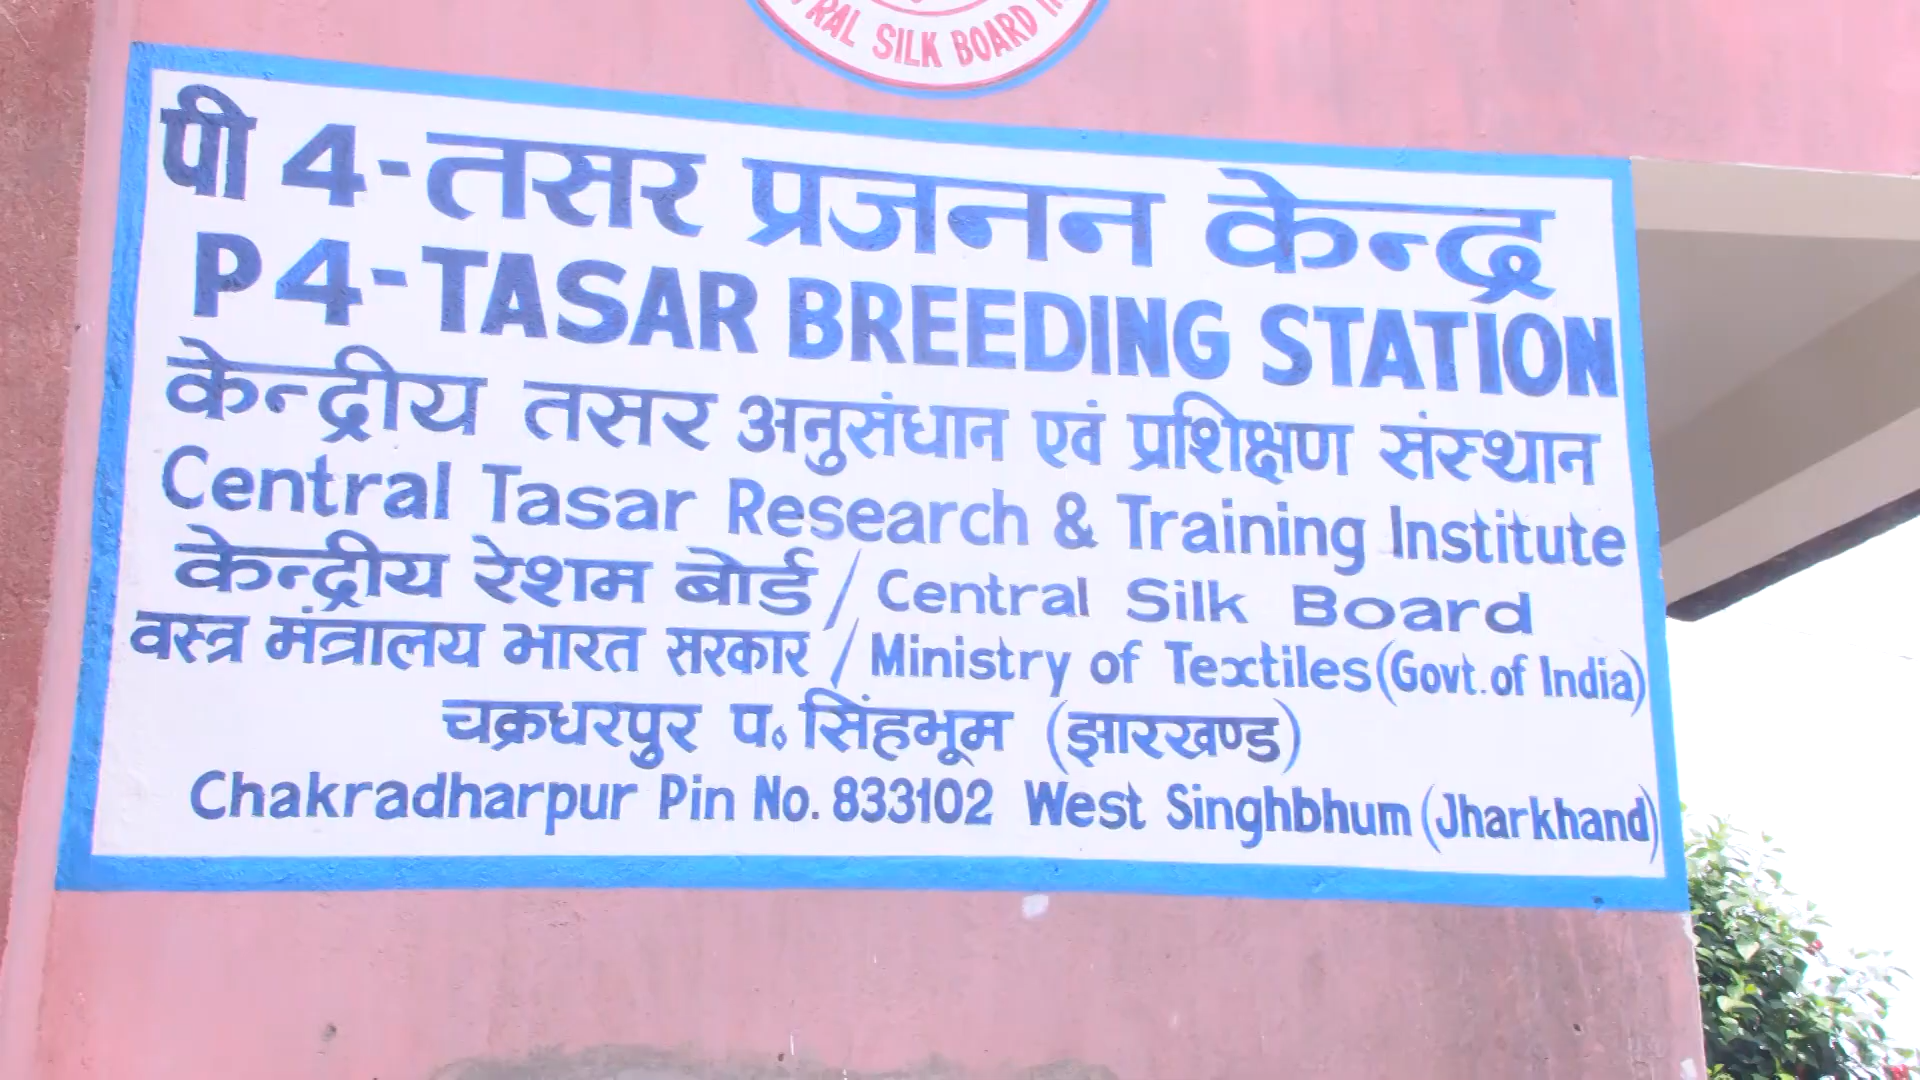 RAL SILK BOARD
पी 4-तसर प्रजनन केन्द्र
P4-TASAR BREEDING STATION
केन्द्रीय तसर अनुसंधान एवं प्रशिक्षण संस्थान
Central Tasar Research & Training Institute
केन्द्रीय रेशम बोर्ड / Central Silk Board
वस्त्र मंत्रालय भारत सरकार / Ministry of Textiles (Govt. of India)
चक्रधरपुर प॰ सिंहभूम (झारखण्ड)
Chakradharpur Pin No. 833102 West Singhbhum (Jharkhand)